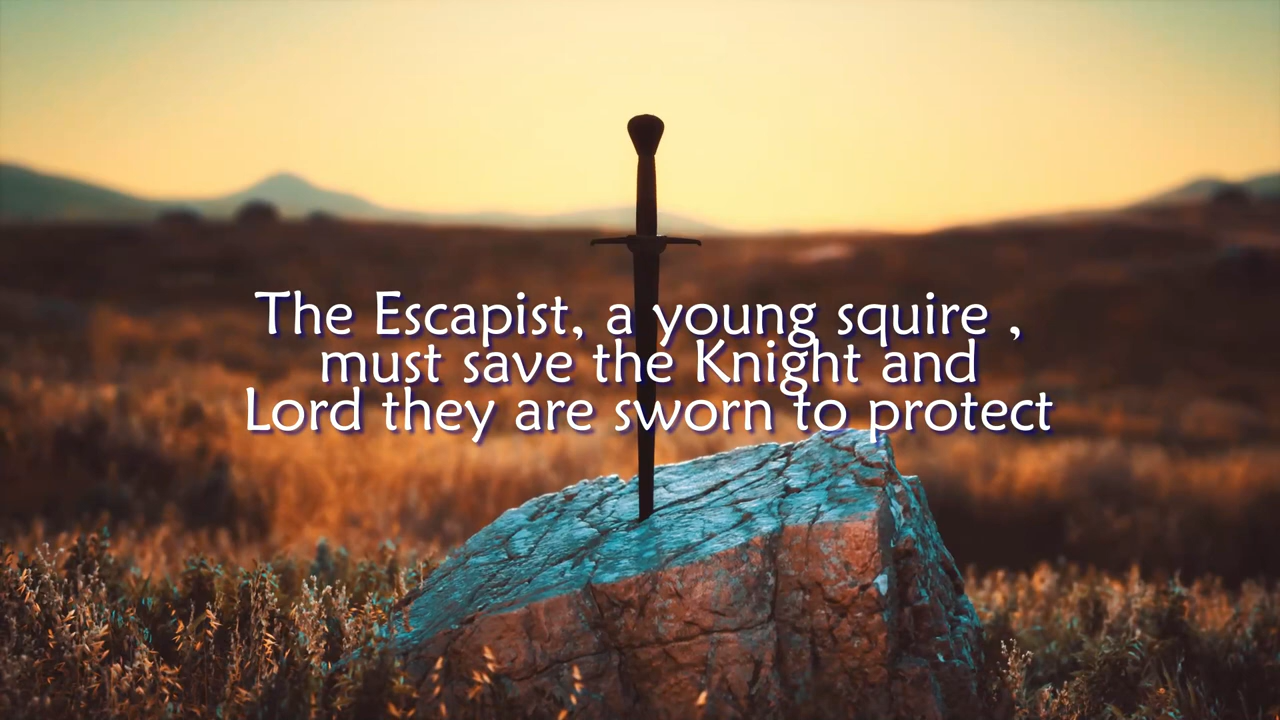 The Escapist, a young squire ,
must save the Knight and
Lord they are sworn to protect